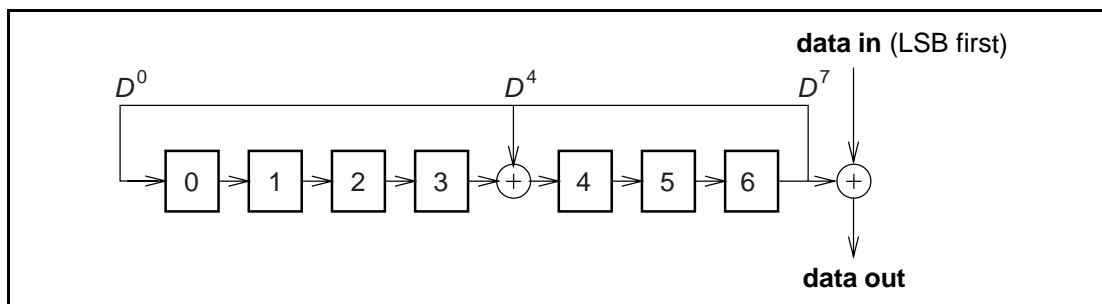 data in (LSB first)
D⁰ D⁴ D⁷
0 1 2 3 + 4 5 6 +
data out